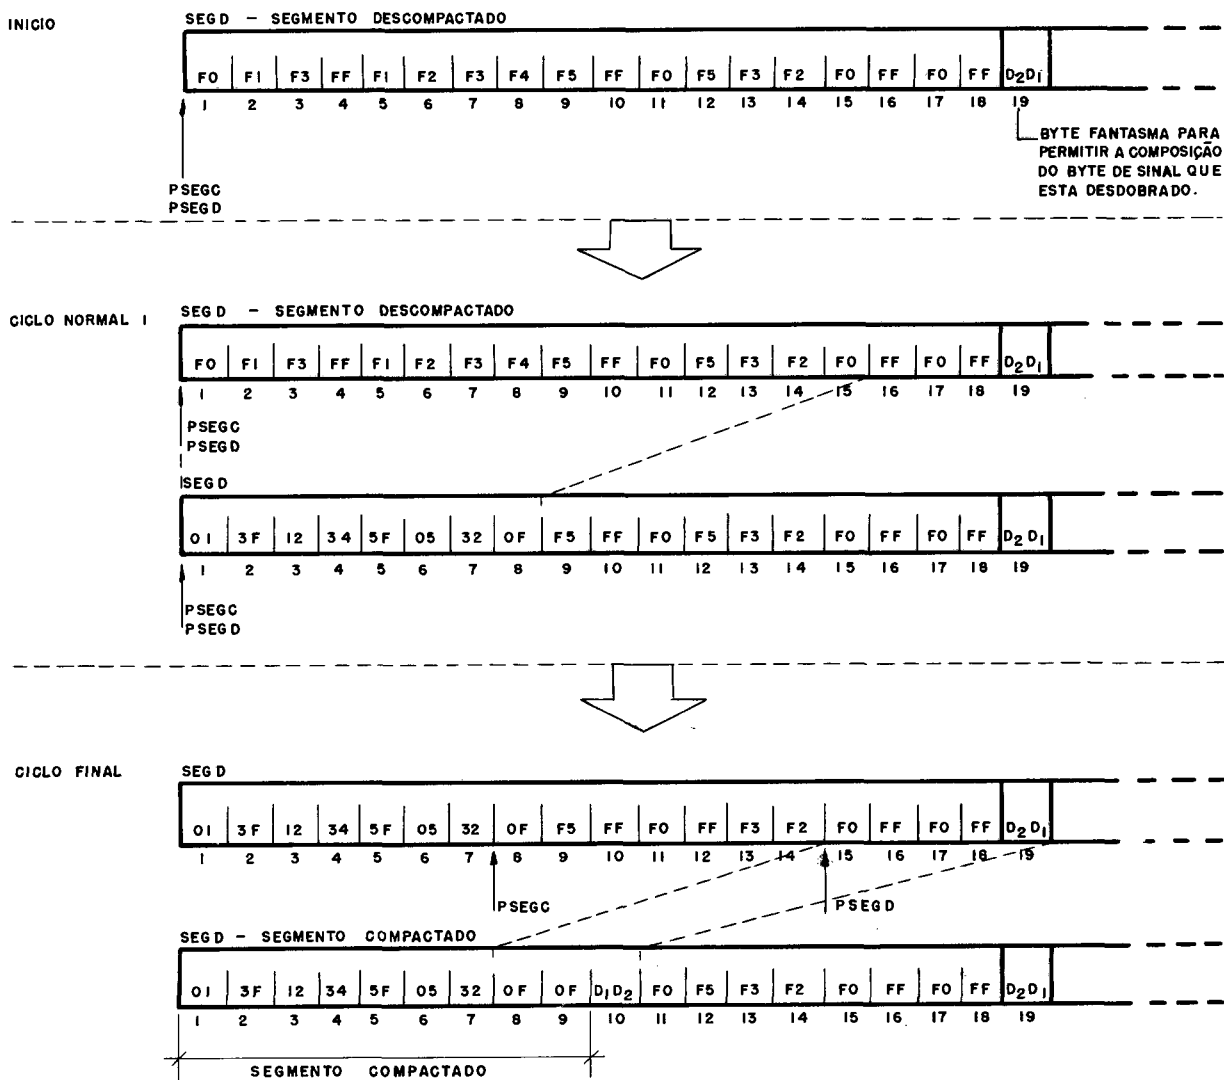 INICIO
SEGD - SEGMENTO DESCOMPACTADO
F0 F1 F3 FF F1 F2 F3 F4 F5 FF F0 F5 F3 F2 F0 FF F0 FF D2D1
1 2 3 4 5 6 7 8 9 10 11 12 13 14 15 16 17 18 19
BYTE FANTASMA PARA
PERMITIR A COMPOSIÇÃO
DO BYTE DE SINAL QUE
ESTA DESDOBRADO.
PSEGC
PSEGD
CICLO NORMAL 1
SEGD - SEGMENTO DESCOMPACTADO
F0 F1 F3 FF F1 F2 F3 F4 F5 FF F0 F5 F3 F2 F0 FF F0 FF D2D1
1 2 3 4 5 6 7 8 9 10 11 12 13 14 15 16 17 18 19
PSEGC
PSEGD
SEGD
01 3F 12 34 5F 05 32 0F F5 FF F0 F5 F3 F2 F0 FF F0 FF D2D1
1 2 3 4 5 6 7 8 9 10 11 12 13 14 15 16 17 18 19
PSEGC
PSEGD
CICLO FINAL
SEGD
01 3F 12 34 5F 05 32 0F F5 FF F0 FF F3 F2 F0 FF F0 FF D2D1
1 2 3 4 5 6 7 8 9 10 11 12 13 14 15 16 17 18 19
PSEGC
PSEGD
SEGD - SEGMENTO COMPACTADO
01 3F 12 34 5F 05 32 0F 0F D1D2 F0 F5 F3 F2 F0 FF F0 FF D2D1
1 2 3 4 5 6 7 8 9 10 11 12 13 14 15 16 17 18 19
SEGMENTO COMPACTADO